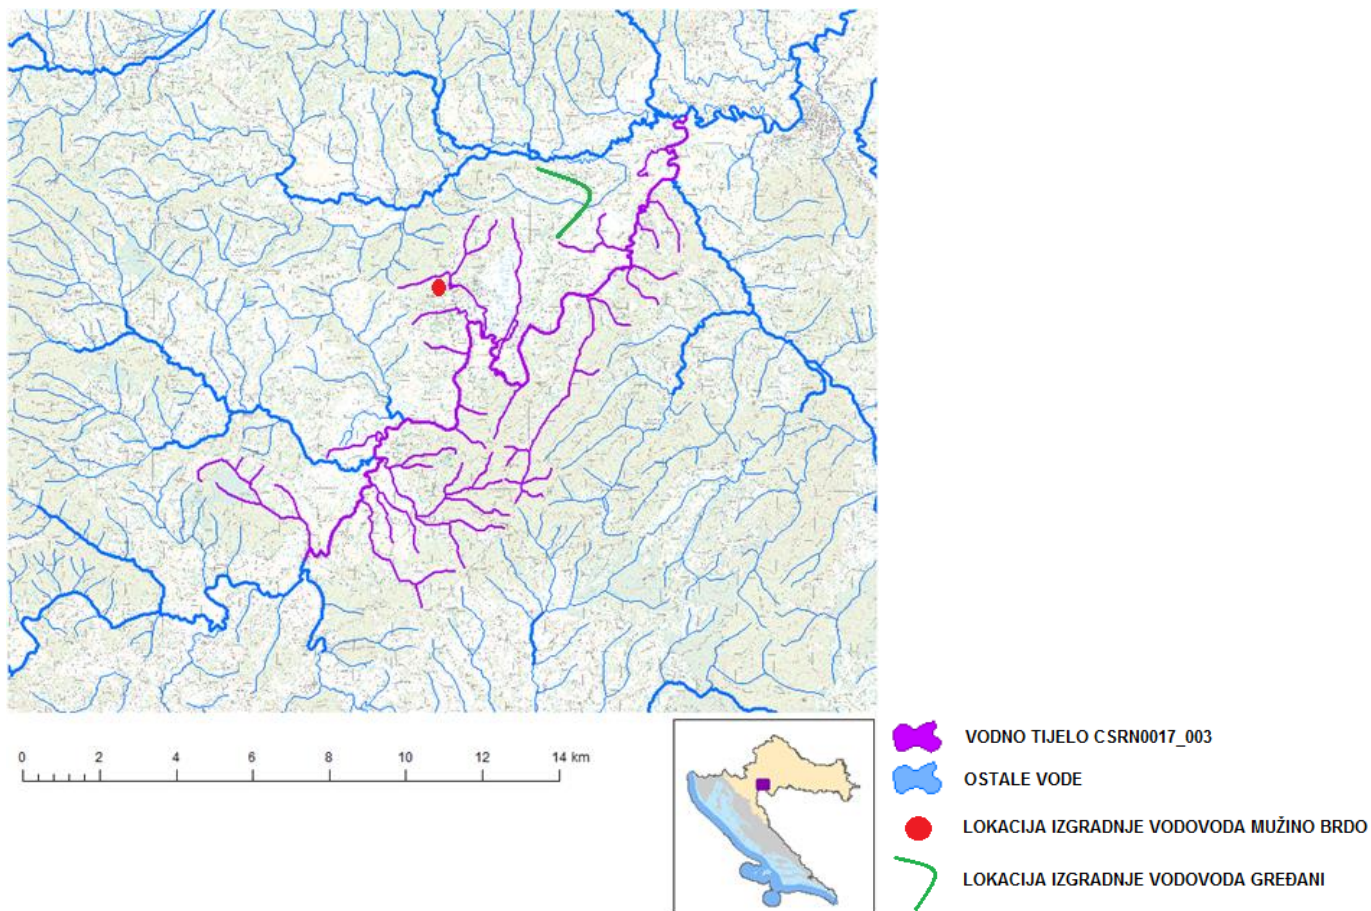 0 2 4 6 8 10 12 14 km
VODNO TIJELO CSRN0017_003
OSTALE VODE
LOKACIJA IZGRADNJE VODOVODA MUŽINO BRDO
LOKACIJA IZGRADNJE VODOVODA GREĐANI